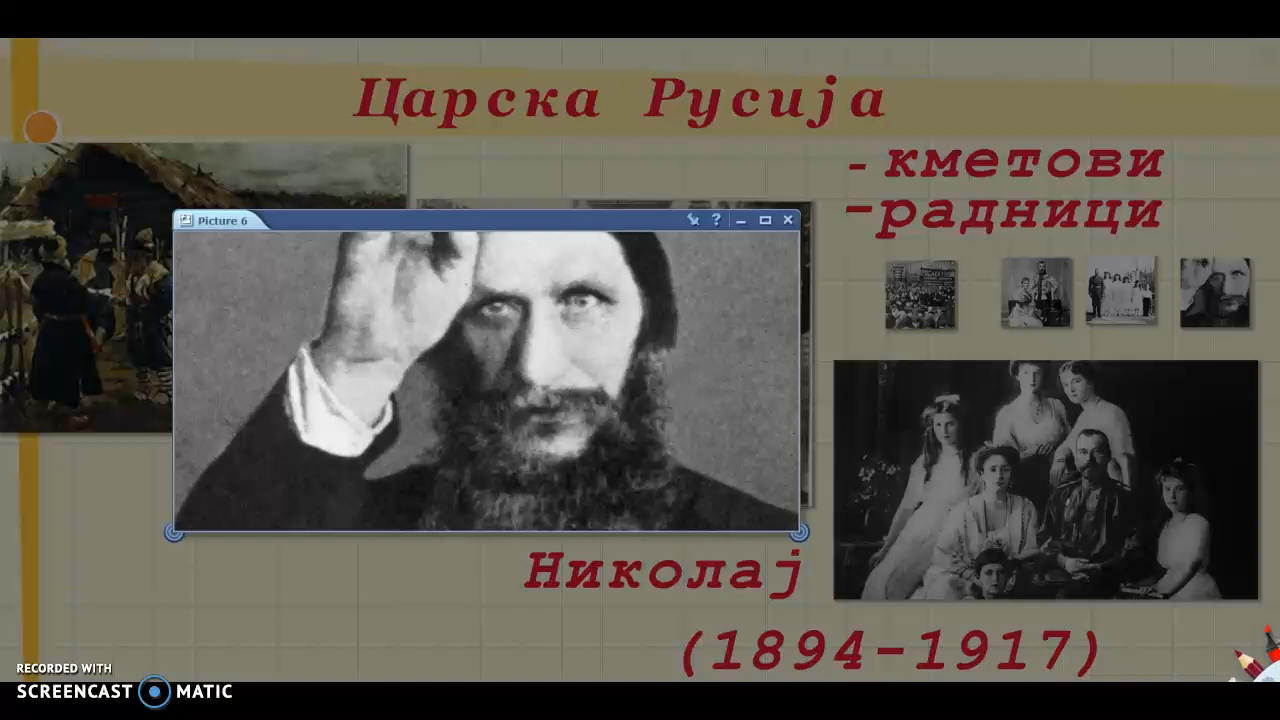 Царска Русија
- кметови
-радници
Picture 6
Николај
(1894-1917)
RECORDED WITH
SCREENCAST MATIC